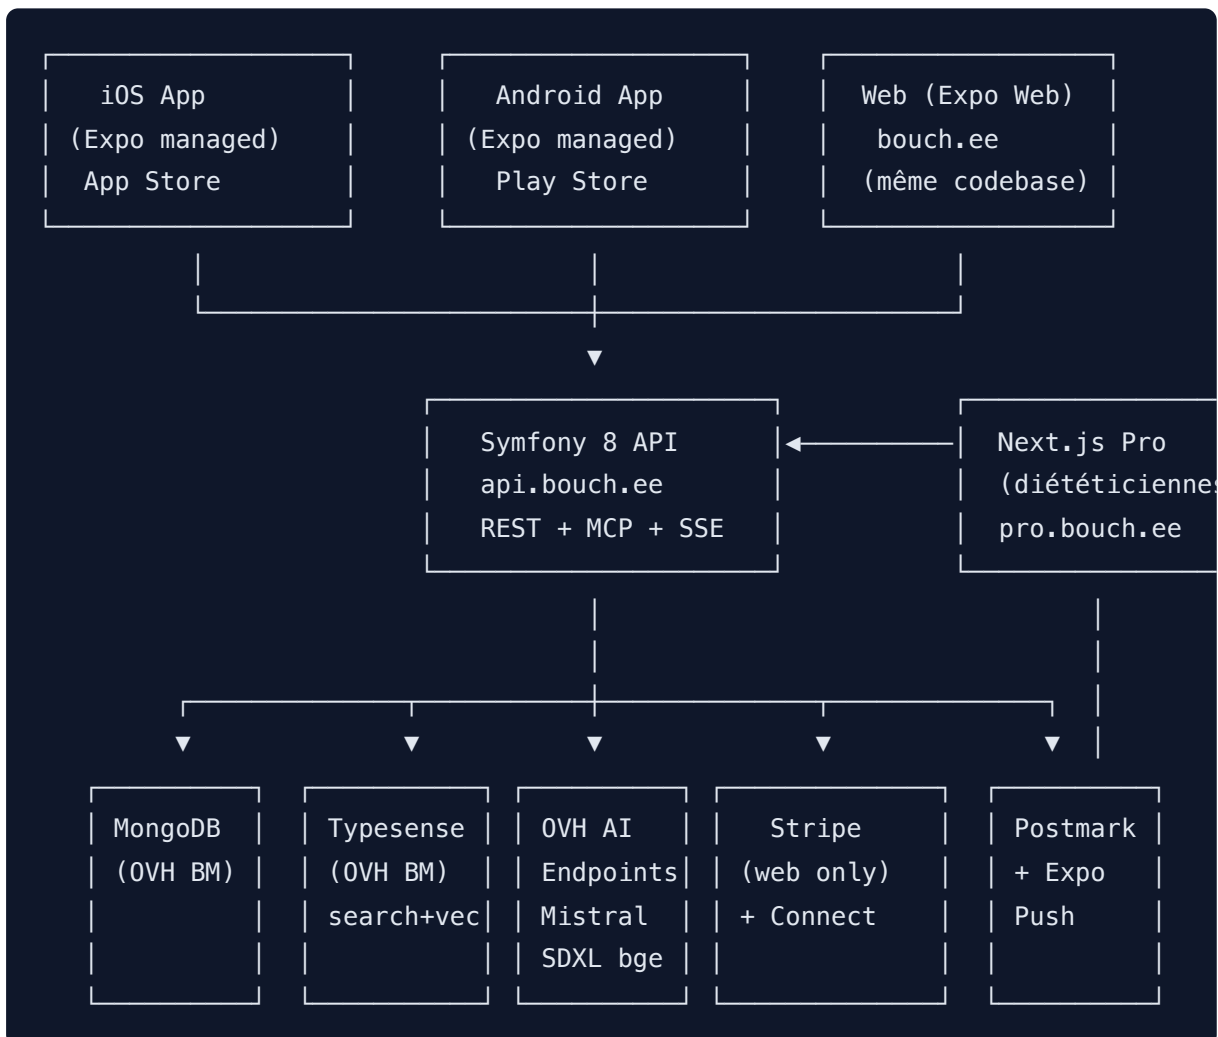 iOS App
(Expo managed)
App Store
Android App
(Expo managed)
Play Store
Web (Expo Web)
bouch.ee
(même codebase)
Symfony 8 API
api.bouch.ee
REST + MCP + SSE
Next.js Pro
(diététiciennes
pro.bouch.ee
MongoDB
(OVH BM)
Typesense
(OVH BM)
search+vec
OVH AI
Endpoints
Mistral
SDXL bge
Stripe
(web only)
+ Connect
Postmark
+ Expo
Push